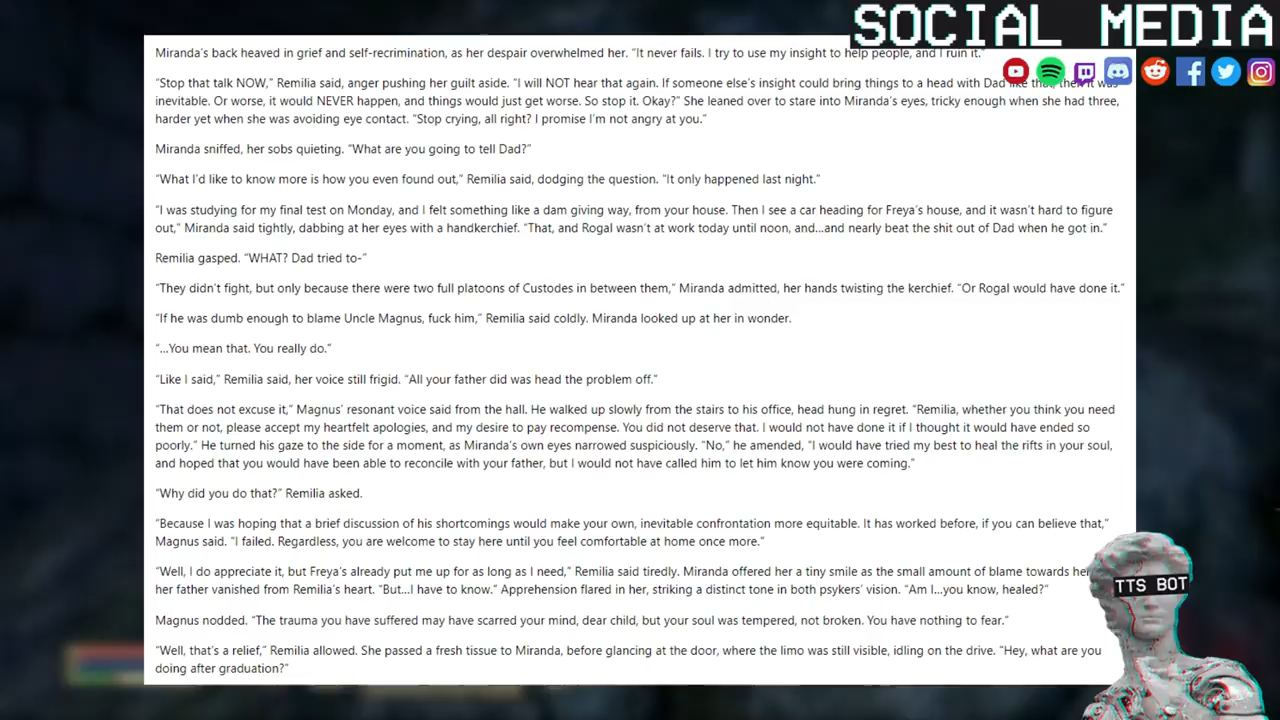 SOCIAL MEDIA
Miranda's back heaved in grief and self-recrimination, as her despair overwhelmed her. “It never fails. I try to use my insight to help people, and I ruin it.”
“Stop that talk NOW,” Remilia said, anger pushing her guilt aside. “I will NOT hear that again. If someone else's insight could bring things to a head with Dad like that, then it was
inevitable. Or worse, it would NEVER happen, and things would just get worse. So stop it. Okay?” She leaned over to stare into Miranda's eyes, tricky enough when she had three,
harder yet when she was avoiding eye contact. “Stop crying, all right? I promise I'm not angry at you.”
Miranda sniffed, her sobs quieting. “What are you going to tell Dad?”
“What I'd like to know more is how you even found out,” Remilia said, dodging the question. “It only happened last night.”
“I was studying for my final test on Monday, and I felt something like a dam giving way, from your house. Then I see a car heading for Freya's house, and it wasn't hard to figure
out,” Miranda said tightly, dabbing at her eyes with a handkerchief. “That, and Rogal wasn't at work today until noon, and...and nearly beat the shit out of Dad when he got in.”
Remilia gasped. “WHAT? Dad tried to-”
“They didn't fight, but only because there were two full platoons of Custodes in between them,” Miranda admitted, her hands twisting the kerchief. “Or Rogal would have done it.”
“If he was dumb enough to blame Uncle Magnus, fuck him,” Remilia said coldly. Miranda looked up at her in wonder.
“...You mean that. You really do.”
“Like I said,” Remilia said, her voice still frigid. “All your father did was head the problem off.”
“That does not excuse it,” Magnus' resonant voice said from the hall. He walked up slowly from the stairs to his office, head hung in regret. “Remilia, whether you think you need
them or not, please accept my heartfelt apologies, and my desire to pay recompense. You did not deserve that. I would not have done it if I thought it would have ended so
poorly.” He turned his gaze to the side for a moment, as Miranda's own eyes narrowed suspiciously. “No,” he amended, “I would have tried my best to heal the rifts in your soul,
and hoped that you would have been able to reconcile with your father, but I would not have called him to let him know you were coming.”
“Why did you do that?” Remilia asked.
“Because I was hoping that a brief discussion of his shortcomings would make your own, inevitable confrontation more equitable. It has worked before, if you can believe that,”
Magnus said. “I failed. Regardless, you are welcome to stay here until you feel comfortable at home once more.”
“Well, I do appreciate it, but Freya's already put me up for as long as I need,” Remilia said tiredly. Miranda offered her a tiny smile as the small amount of blame towards
her father vanished from Remilia's heart. “But...I have to know.” Apprehension flared in her, striking a distinct tone in both psykers' vision. “Am I...you know, healed?”
Magnus nodded. “The trauma you have suffered may have scarred your mind, dear child, but your soul was tempered, not broken. You have nothing to fear.”
“Well, that's a relief,” Remilia allowed. She passed a fresh tissue to Miranda, before glancing at the door, where the limo was still visible, idling on the drive. “Hey, what are you
doing after graduation?”
TTS BOT